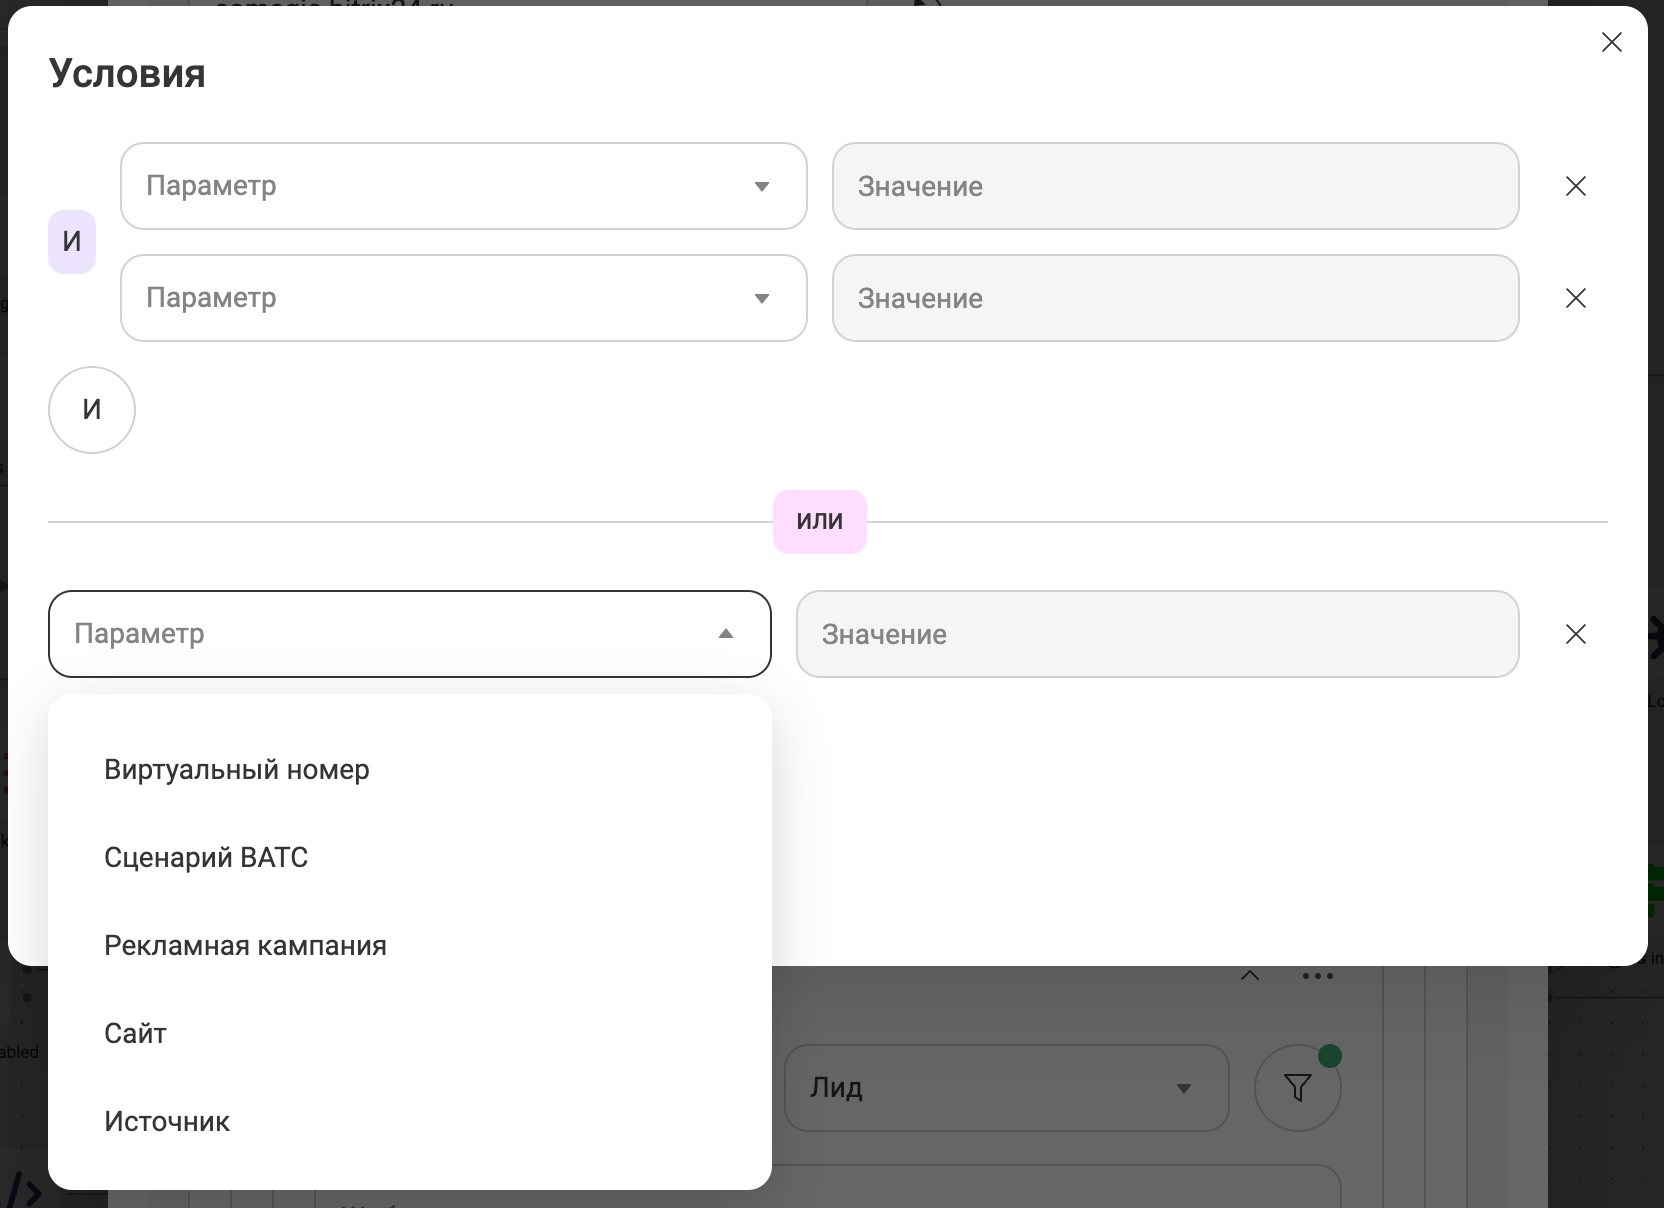 Условия
Параметр
Значение
И
Параметр
Значение
И
или
Параметр
Значение
Виртуальный номер
Сценарий ВАТС
Рекламная кампания
Сайт
Источник
abled
Лид